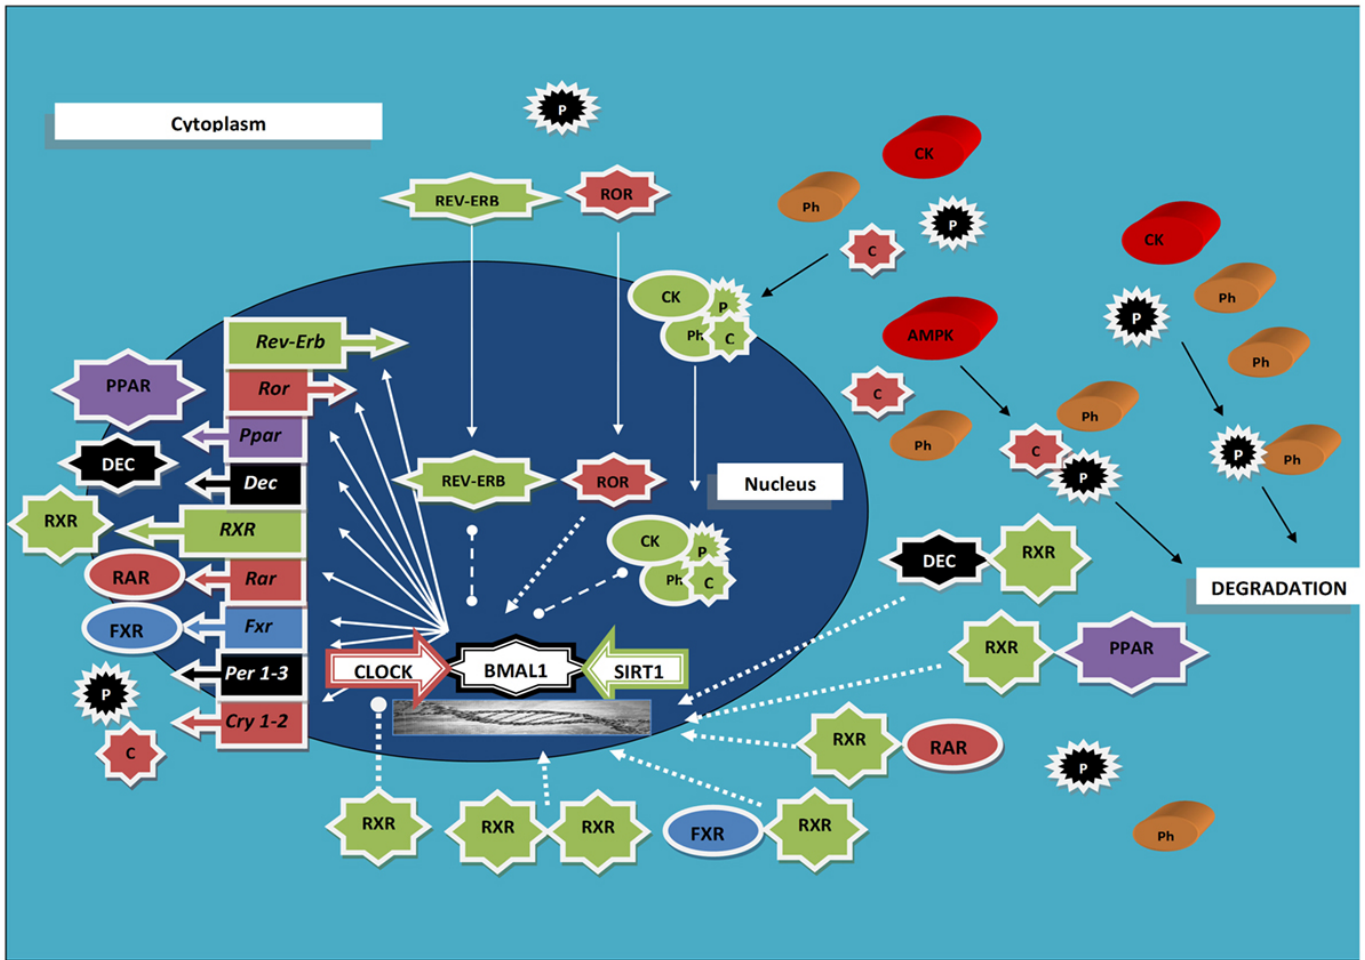 P
Cytoplasm
CK
REV-ERB
ROR
Ph
P
C
CK
CK
P
Ph
C
Ph
P
AMPK
Rev-Erb
Ph
PPAR
Ror
C
Ph
Ppar
Ph
C
P
P
Ph
DEC
Dec
REV-ERB
ROR
Nucleus
RXR
RXR
CK
P
Ph
C
DEC
RXR
RAR
Rar
DEGRADATION
FXR
Fxr
RXR
PPAR
CLOCK
BMAL1
SIRT1
P
Per 1-3
Cry 1-2
C
RXR
RAR
P
RXR
RXR
RXR
FXR
RXR
Ph